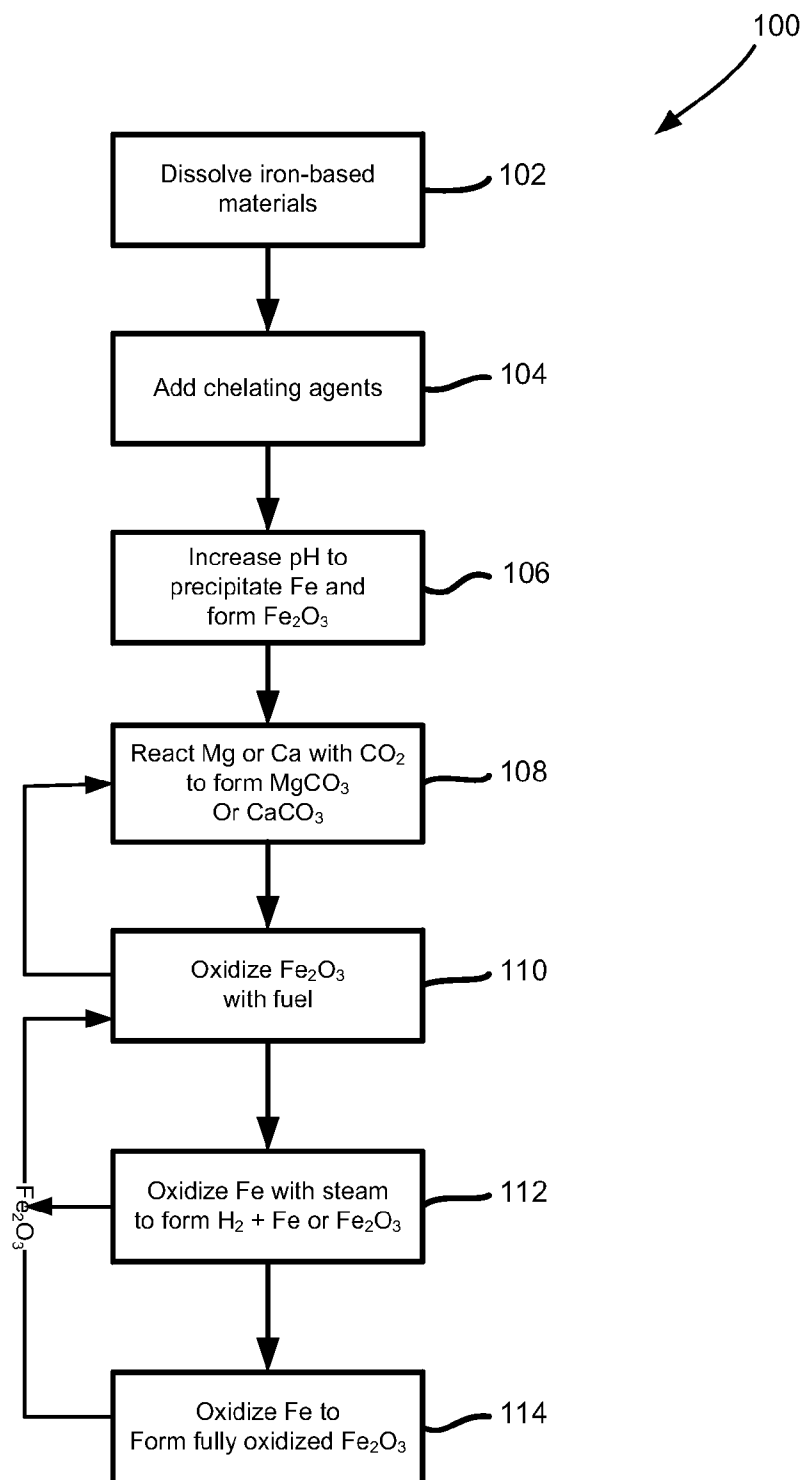 100
Dissolve iron-based
materials
102
Add chelating agents
104
Increase pH to
precipitate Fe and
form Fe₂O₃
106
React Mg or Ca with CO₂
to form MgCO₃
Or CaCO₃
108
Oxidize Fe₂O₃
with fuel
110
Oxidize Fe with steam
to form H₂ + Fe or Fe₂O₃
112
Fe₂O₃
Oxidize Fe to
Form fully oxidized Fe₂O₃
114